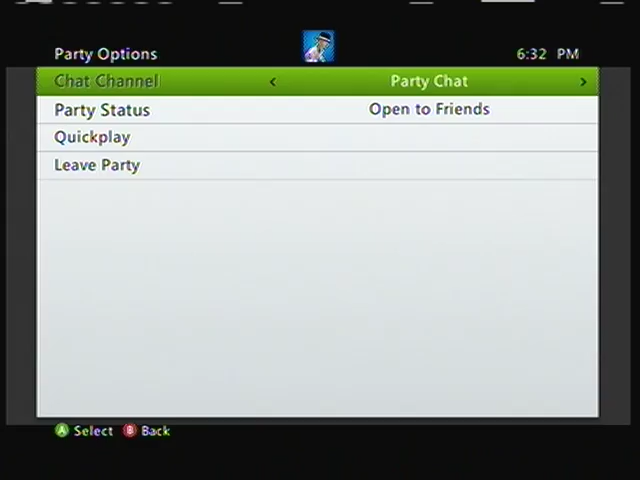 Party Options 6:32 PM
Chat Channel < Party Chat >
Party Status Open to Friends
Quickplay
Leave Party
A Select B Back